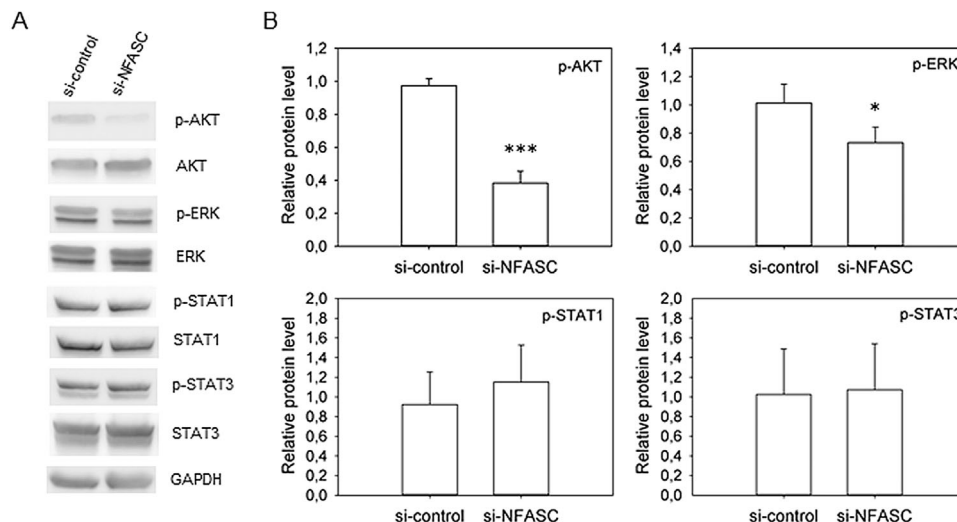 A
si-control
si-NFASC
p-AKT
AKT
p-ERK
ERK
p-STAT1
STAT1
p-STAT3
STAT3
GAPDH
B
Relative protein level
1,2
1,0
0,8
0,6
0,4
0,2
0,0
p-AKT
***
si-control
si-NFASC
Relative protein level
1,4
1,2
1,0
0,8
0,6
0,4
0,2
0,0
p-ERK
*
si-control
si-NFASC
Relative protein level
2,0
1,8
1,6
1,4
1,2
1,0
0,8
0,6
0,4
0,2
0,0
p-STAT1
si-control
si-NFASC
Relative protein level
2,0
1,8
1,6
1,4
1,2
1,0
0,8
0,6
0,4
0,2
0,0
p-STAT3
si-control
si-NFASC